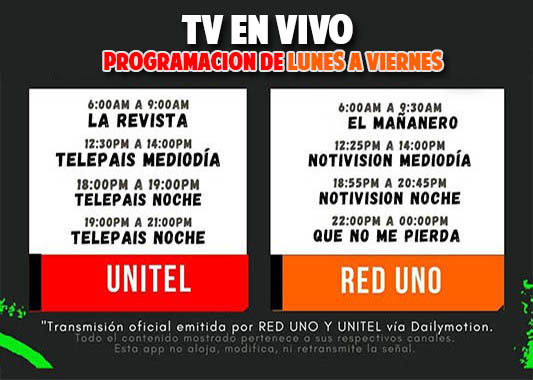 TV EN VIVO
PROGRAMACION DE LUNES A VIERNES
6:00AM A 9:00AM
LA REVISTA
12:30PM A 14:00PM
TELEPAIS MEDIODÍA
18:00PM A 19:00PM
TELEPAIS NOCHE
19:00PM A 21:00PM
TELEPAIS NOCHE
UNITEL
6:00AM A 9:30AM
EL MAÑANERO
12:25PM A 14:00PM
NOTIVISION MEDIODÍA
18:55PM A 20:45PM
NOTIVISION NOCHE
22:00PM A 00:00PM
QUE NO ME PIERDA
RED UNO
"Transmisión oficial emitida por RED UNO Y UNITEL vía Dailymotion.
Todo el contenido mostrado pertenece a sus respectivos canales.
Esta app no aloja, modifica, ni retransmite la señal.